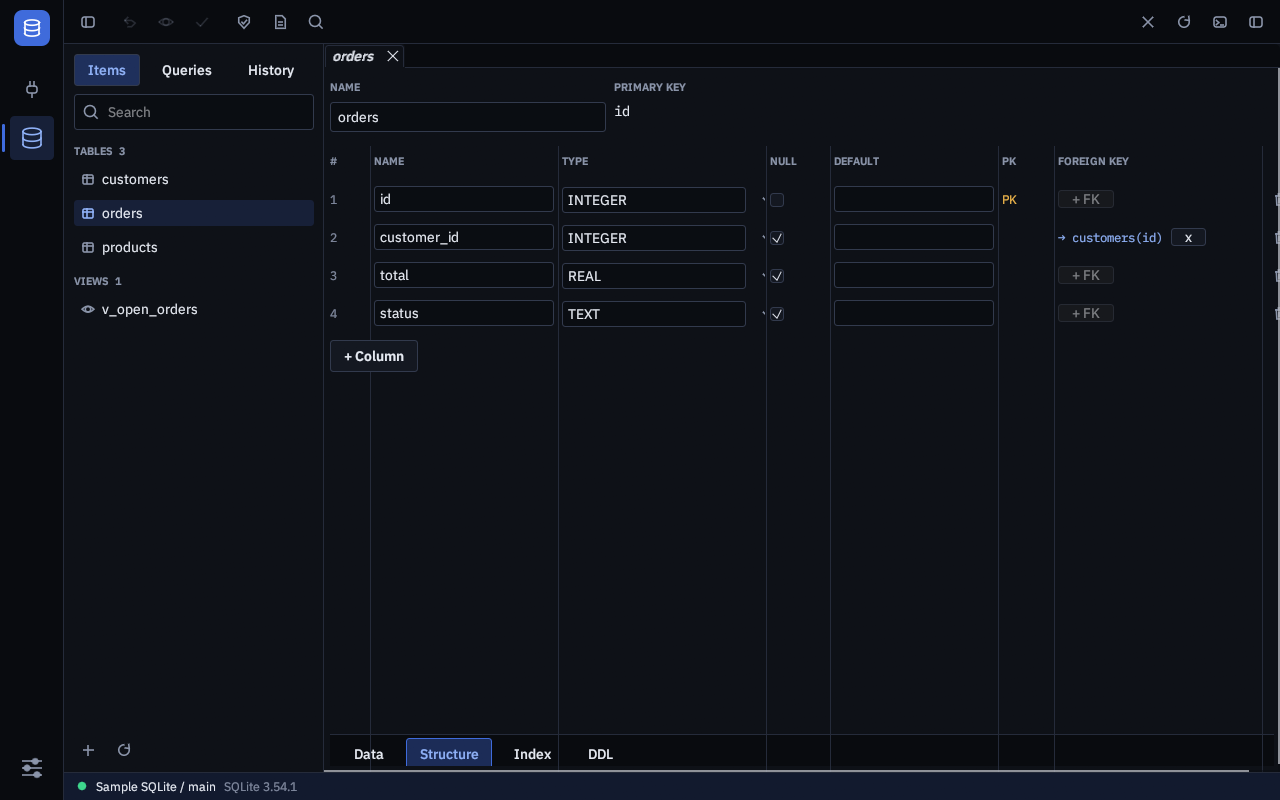 Items Queries History
Search
TABLES 3
customers
orders
products
VIEWS 1
v_open_orders
orders
NAME PRIMARY KEY
orders id
# NAME TYPE NULL DEFAULT PK FOREIGN KEY
1 id INTEGER PK + FK
2 customer_id INTEGER → customers(id) x
3 total REAL + FK
4 status TEXT + FK
+ Column
Data Structure Index DDL
Sample SQLite / main SQLite 3.54.1